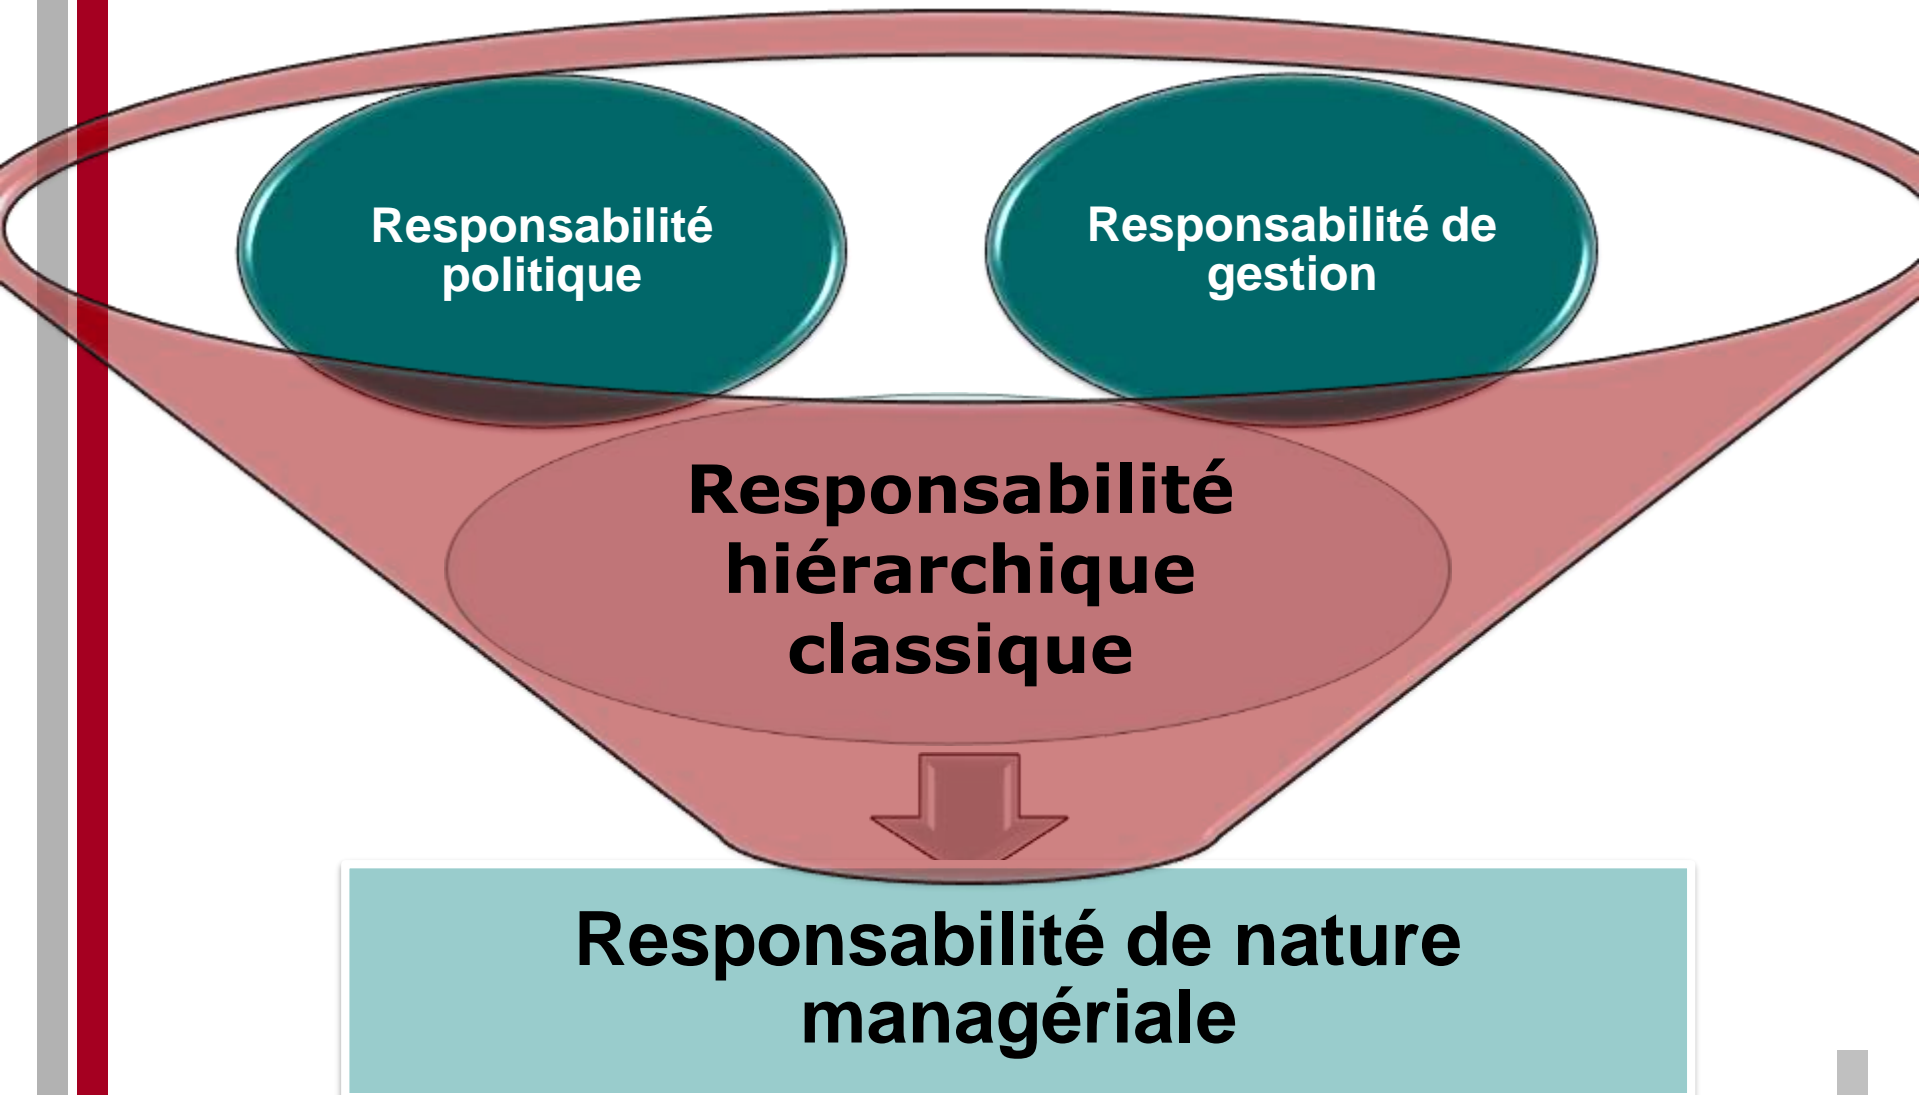 Responsabilité
politique
Responsabilité de
gestion
Responsabilité
hiérarchique
classique
Responsabilité de nature
managériale